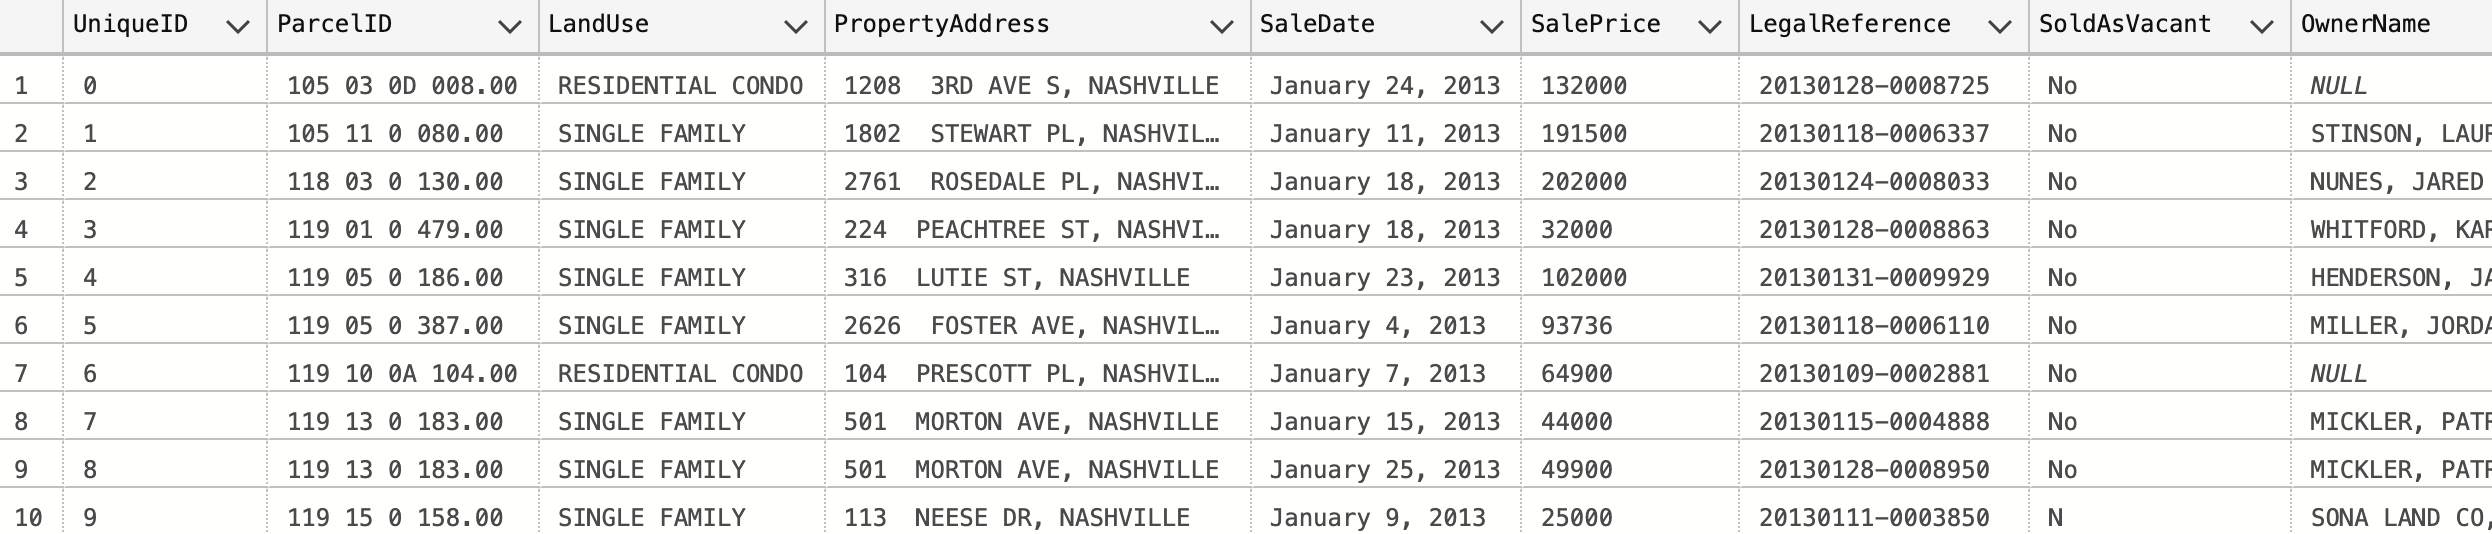 UniqueID ParcelID LandUse PropertyAddress SaleDate SalePrice LegalReference SoldAsVacant OwnerName
1 0 105 03 0D 008.00 RESIDENTIAL CONDO 1208  3RD AVE S, NASHVILLE January 24, 2013 132000 20130128-0008725 No NULL
2 1 105 11 0 080.00 SINGLE FAMILY 1802  STEWART PL, NASHVIL… January 11, 2013 191500 20130118-0006337 No STINSON, LAUR
3 2 118 03 0 130.00 SINGLE FAMILY 2761  ROSEDALE PL, NASHVI… January 18, 2013 202000 20130124-0008033 No NUNES, JARED
4 3 119 01 0 479.00 SINGLE FAMILY 224  PEACHTREE ST, NASHVI… January 18, 2013 32000 20130128-0008863 No WHITFORD, KAR
5 4 119 05 0 186.00 SINGLE FAMILY 316  LUTIE ST, NASHVILLE January 23, 2013 102000 20130131-0009929 No HENDERSON, JA
6 5 119 05 0 387.00 SINGLE FAMILY 2626  FOSTER AVE, NASHVIL… January 4, 2013 93736 20130118-0006110 No MILLER, JORDA
7 6 119 10 0A 104.00 RESIDENTIAL CONDO 104  PRESCOTT PL, NASHVIL… January 7, 2013 64900 20130109-0002881 No NULL
8 7 119 13 0 183.00 SINGLE FAMILY 501  MORTON AVE, NASHVILLE January 15, 2013 44000 20130115-0004888 No MICKLER, PATR
9 8 119 13 0 183.00 SINGLE FAMILY 501  MORTON AVE, NASHVILLE January 25, 2013 49900 20130128-0008950 No MICKLER, PATR
10 9 119 15 0 158.00 SINGLE FAMILY 113  NEESE DR, NASHVILLE January 9, 2013 25000 20130111-0003850 N SONA LAND CO,